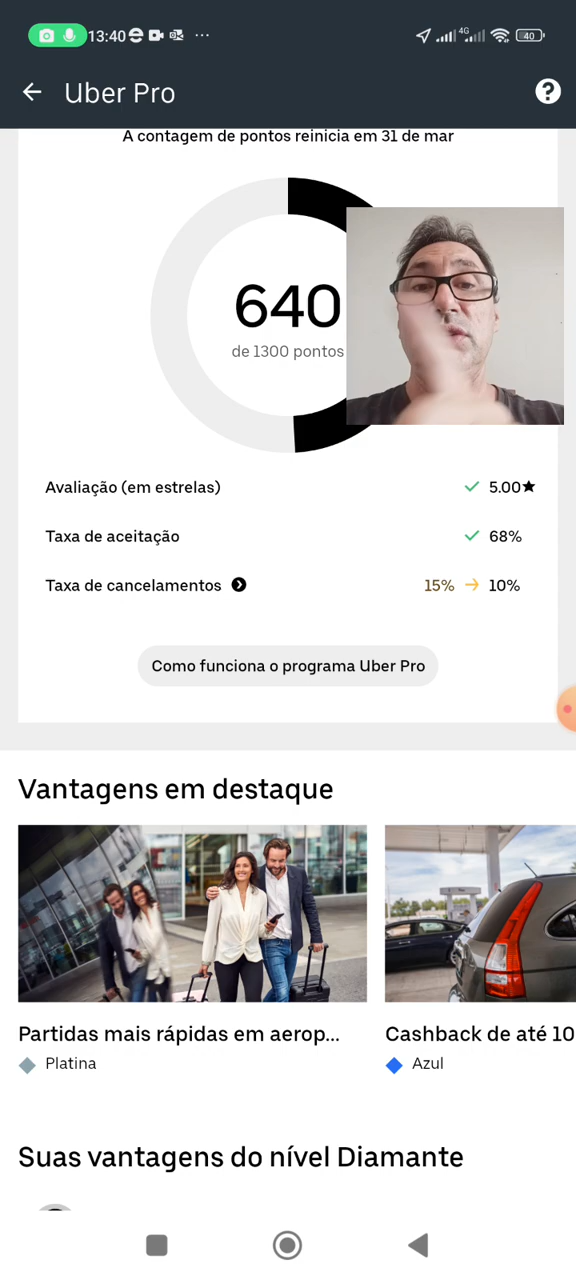 13:40
4G
40
Uber Pro
A contagem de pontos reinicia em 31 de mar
640
de 1300 pontos
Avaliação (em estrelas) 5.00★
Taxa de aceitação 68%
Taxa de cancelamentos 15% → 10%
Como funciona o programa Uber Pro
Vantagens em destaque
Partidas mais rápidas em aerop...
Platina
Cashback de até 10
Azul
Suas vantagens do nível Diamante